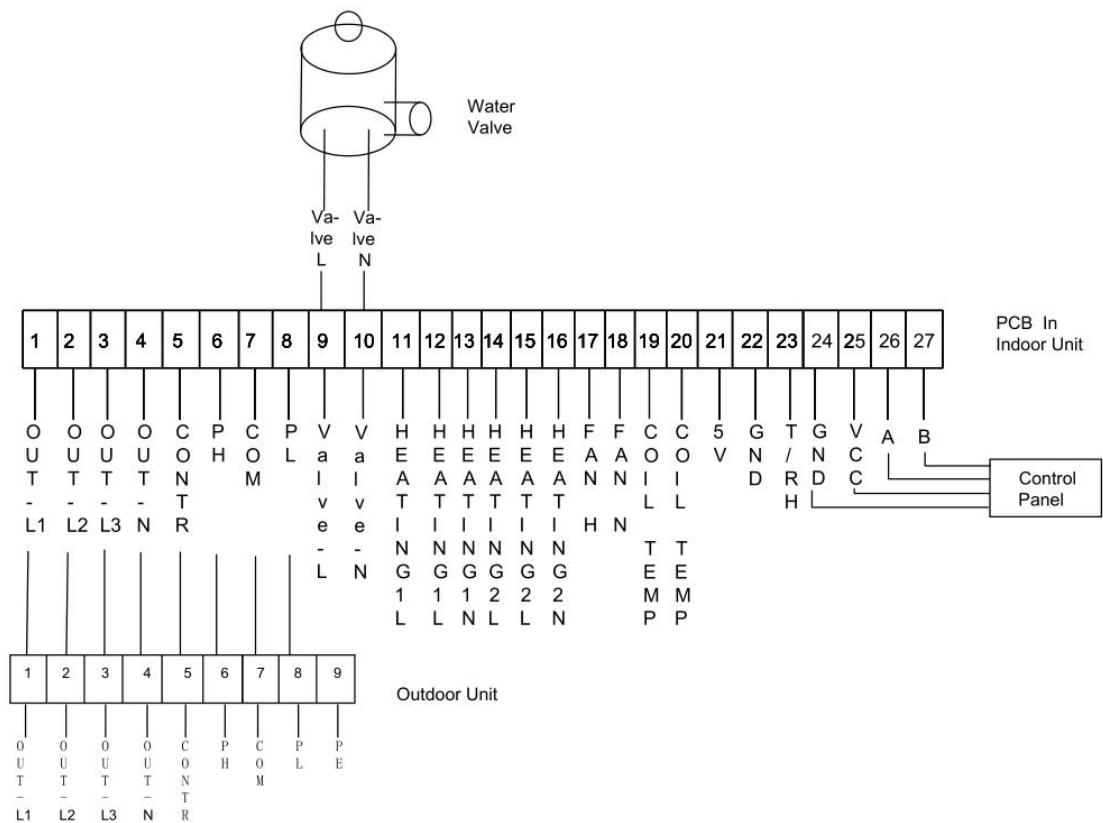 Water
Valve
Va-
lve
L
Va-
lve
N
1 2 3 4 5 6 7 8 9 10 11 12 13 14 15 16 17 18 19 20 21 22 23 24 25 26 27
PCB In
Indoor Unit
OUT-L1
OUT-L2
OUT-L3
OUT-N
CONTR
PH
COM
PL
Valve-L
Valve-N
HEATING1L
HEATING1L
HEATING1N
HEATING2L
HEATING2L
HEATING2N
FAN H
FAN N
COIL TEMP
COIL TEMP
5V
GND
T/RH
GND
VCC
A
B
Control
Panel
1 2 3 4 5 6 7 8 9
Outdoor Unit
OUT-L1
OUT-L2
OUT-L3
OUT-N
CONTR
PH
COM
PL
PE